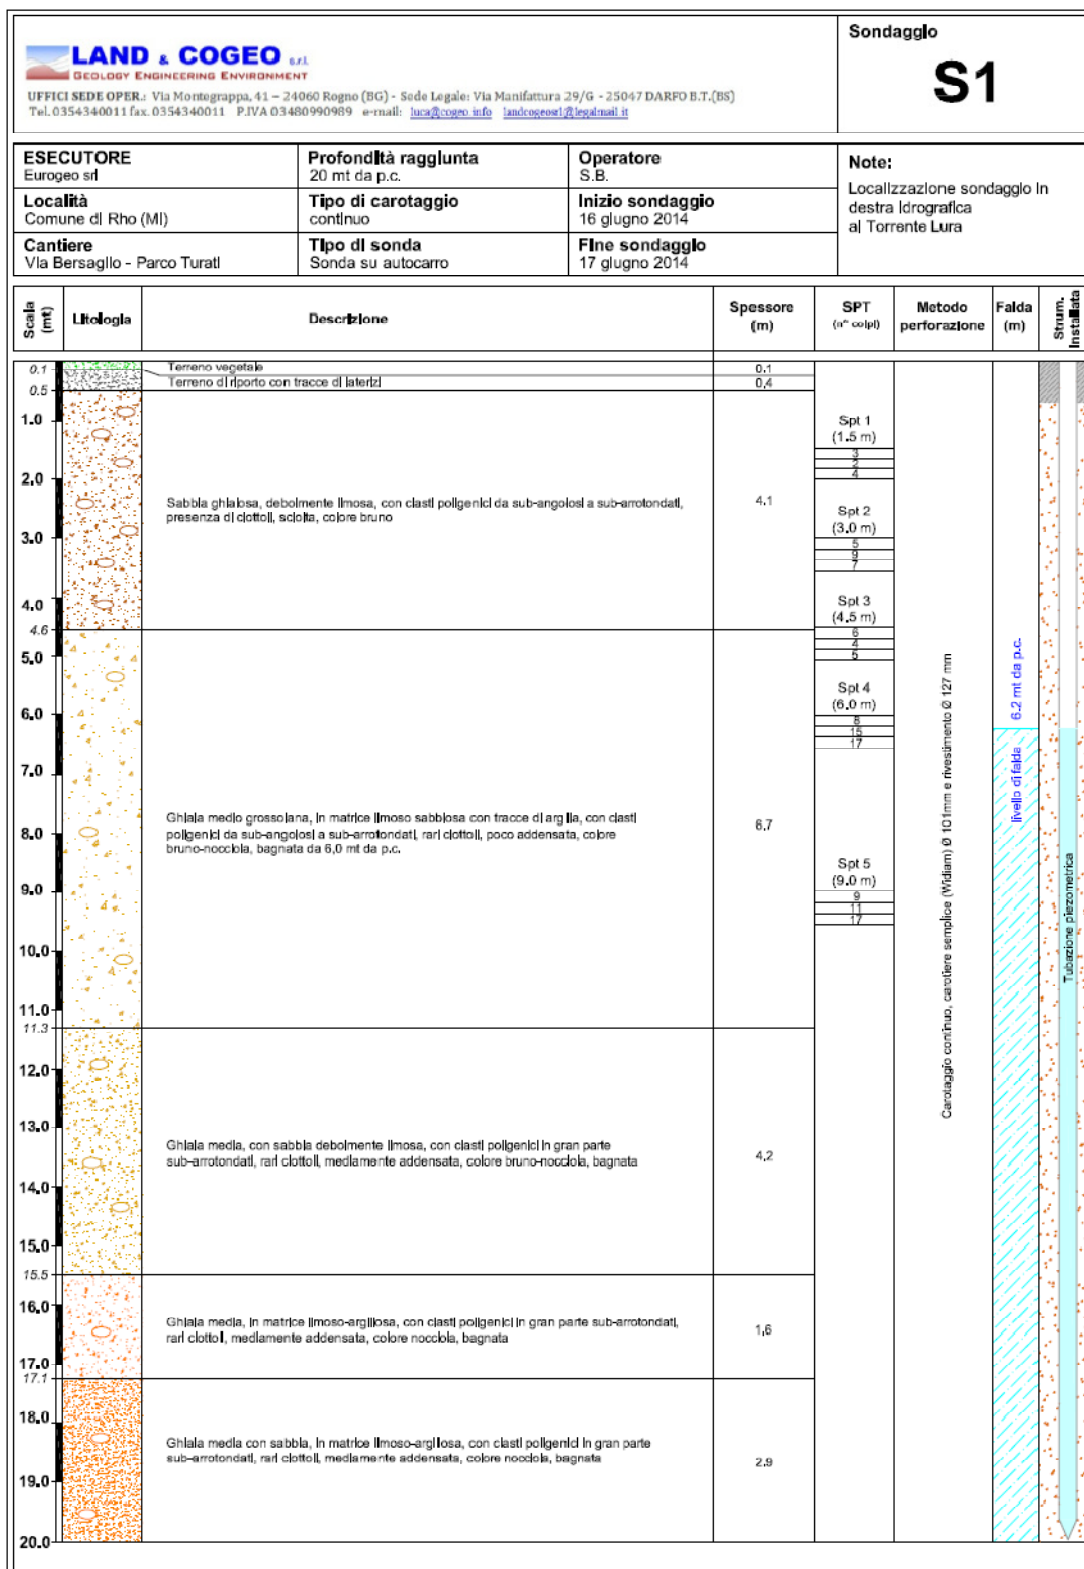 LAND & COGEO s.r.l.
GEOLOGY ENGINEERING ENVIRONMENT
UFFICI SEDE OPER.: Via Montegrappa, 41 – 24060 Rogno (BG) - Sede Legale: Via Manifattura 29/G - 25047 DARFO B.T.(BS)
Tel. 0354340011 fax. 0354340011 P.IVA 03480990989 e-mail: luca@cogeo.info landcogeosrl@legalmail.it
Sondaggio
S1
ESECUTORE
Eurogeo srl
Profondità raggiunta
20 mt da p.c.
Operatore
S.B.
Note:
Localizzazione sondaggio in
destra idrografica
al Torrente Lura
Località
Comune di Rho (MI)
Tipo di carotaggio
continuo
Inizio sondaggio
16 giugno 2014
Cantiere
Via Bersaglio - Parco Turati
Tipo di sonda
Sonda su autocarro
Fine sondaggio
17 giugno 2014
Scala (mt)
Litologia
Descrizione
Spessore (m)
SPT (n° colpi)
Metodo perforazione
Falda (m)
Strum. Installata
0.1
Terreno vegetale
0.1
0.5
Terreno di riporto con tracce di laterizi
0,4
1.0
Spt 1
(1.5 m)
3
2
4
2.0
Sabbia ghiaiosa, debolmente limosa, con clasti poligenici da sub-angolosi a sub-arrotondati,
presenza di ciottoli, sciolta, colore bruno
4.1
Spt 2
(3.0 m)
3.0
5
9
7
4.0
Spt 3
(4.5 m)
4.6
6
4
5
5.0
Spt 4
(6.0 m)
6.0
8
15
17
6.2 mt da p.c.
livello di falda
7.0
Ghiaia medio grossolana, in matrice limoso sabbiosa con tracce di argilla, con clasti
poligenici da sub-angolosi a sub-arrotondati, rari ciottoli, poco addensata, colore
bruno-nocciola, bagnata da 6,0 mt da p.c.
6,7
8.0
Spt 5
(9.0 m)
9.0
9
11
17
Carotaggio continuo, carotiere semplice (Widiam) Ø 101mm e rivestimento Ø 127 mm
Tubazione piezometrica
10.0
11.0
11.3
12.0
13.0
Ghiaia media, con sabbia debolmente limosa, con clasti poligenici in gran parte
sub-arrotondati, rari ciottoli, mediamente addensata, colore bruno-nocciola, bagnata
4,2
14.0
15.0
15.5
16.0
Ghiaia media, in matrice limoso-argillosa, con clasti poligenici in gran parte sub-arrotondati,
rari ciottoli, mediamente addensata, colore nocciola, bagnata
1,6
17.0
17.1
18.0
Ghiaia media con sabbia, in matrice limoso-argillosa, con clasti poligenici in gran parte
sub-arrotondati, rari ciottoli, mediamente addensata, colore nocciola, bagnata
2.9
19.0
20.0